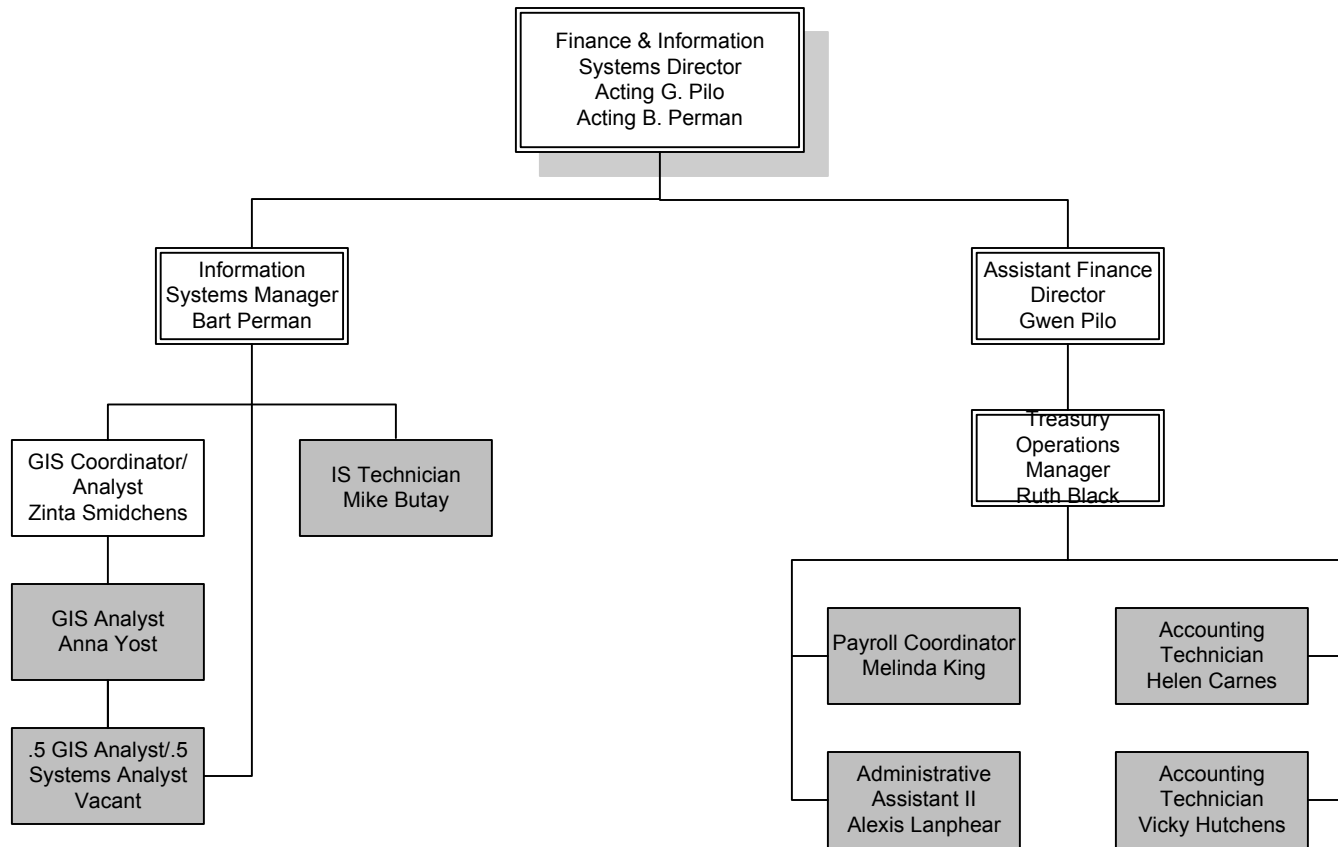 Finance & Information
Systems Director
Acting G. Pilo
Acting B. Perman
Information
Systems Manager
Bart Perman
Assistant Finance
Director
Gwen Pilo
GIS Coordinator/
Analyst
Zinta Smidchens
IS Technician
Mike Butay
Treasury
Operations
Manager
Ruth Black
GIS Analyst
Anna Yost
Payroll Coordinator
Melinda King
Accounting
Technician
Helen Carnes
.5 GIS Analyst/.5
Systems Analyst
Vacant
Administrative
Assistant II
Alexis Lanphear
Accounting
Technician
Vicky Hutchens